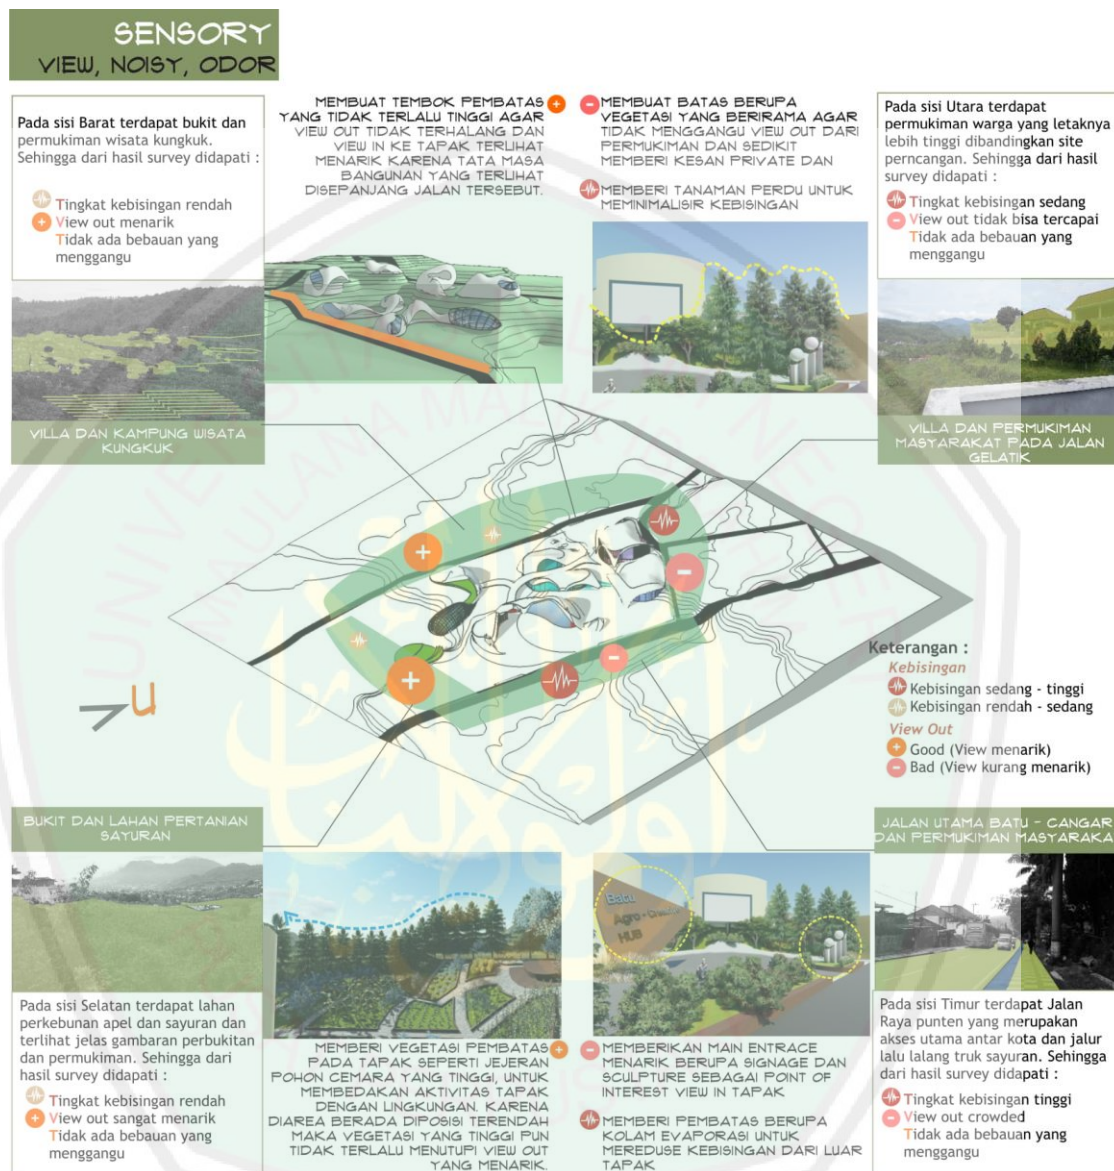 SENSORY
VIEW, NOISY, ODOR
Pada sisi Barat terdapat bukit dan
permukiman wisata kungkuk.
Sehingga dari hasil survey didapati :
Tingkat kebisingan rendah
View out menarik
Tidak ada bebauan yang
menggangu
VILLA DAN KAMPUNG WISATA
KUNGKUK
MEMBUAT TEMBOK PEMBATAS
YANG TIDAK TERLALU TINGGI AGAR
VIEW OUT TIDAK TERHALANG DAN
VIEW IN KE TAPAK TERLIHAT
MENARIK KARENA TATA MASA
BANGUNAN YANG TERLIHAT
DISEPANJANG JALAN TERSEBUT.
MEMBUAT BATAS BERUPA
VEGETASI YANG BERIRAMA AGAR
TIDAK MENGGANGU VIEW OUT DARI
PERMUKIMAN DAN SEDIKIT
MEMBERI KESAN PRIVATE DAN
MEMBERI TANAMAN PERDU UNTUK
MEMINIMALISIR KEBISINGAN
Pada sisi Utara terdapat
permukiman warga yang letaknya
lebih tinggi dibandingkan site
perncangan. Sehingga dari hasil
survey didapati :
Tingkat kebisingan sedang
View out tidak bisa tercapai
Tidak ada bebauan yang
menggangu
VILLA DAN PERMUKIMAN
MASYARAKAT PADA JALAN
GELATIK
U
Keterangan :
Kebisingan
Kebisingan sedang - tinggi
Kebisingan rendah - sedang
View Out
Good (View menarik)
Bad (View kurang menarik)
BUKIT DAN LAHAN PERTANIAN
SAYURAN
Pada sisi Selatan terdapat lahan
perkebunan apel dan sayuran dan
terlihat jelas gambaran perbukitan
dan permukiman. Sehingga dari
hasil survey didapati :
Tingkat kebisingan rendah
View out sangat menarik
Tidak ada bebauan yang
menggangu
MEMBERI VEGETASI PEMBATAS
PADA TAPAK SEPERTI JEJERAN
POHON CEMARA YANG TINGGI, UNTUK
MEMBEDAKAN AKTIVITAS TAPAK
DENGAN LINGKUNGAN. KARENA
DIAREA BERADA DIPOSISI TERENDAH
MAKA VEGETASI YANG TINGGI PUN
TIDAK TERLALU MENUTUPI VIEW OUT
YANG MENARIK.
Batu
Agro - Creative
HUB
MEMBERIKAN MAIN ENTRACE
MENARIK BERUPA SIGNAGE DAN
SCULPTURE SEBAGAI POINT OF
INTEREST VIEW IN TAPAK
MEMBERI PEMBATAS BERUPA
KOLAM EVAPORASI UNTUK
MEREDUSE KEBISINGAN DARI LUAR
TAPAK
JALAN UTAMA BATU - CANGAR
DAN PERMUKIMAN MASYARAKA
Pada sisi Timur terdapat Jalan
Raya punten yang merupakan
akses utama antar kota dan jalur
lalu lalang truk sayuran. Sehingga
dari hasil survey didapati :
Tingkat kebisingan tinggi
View out crowded
Tidak ada bebauan yang
menggangu